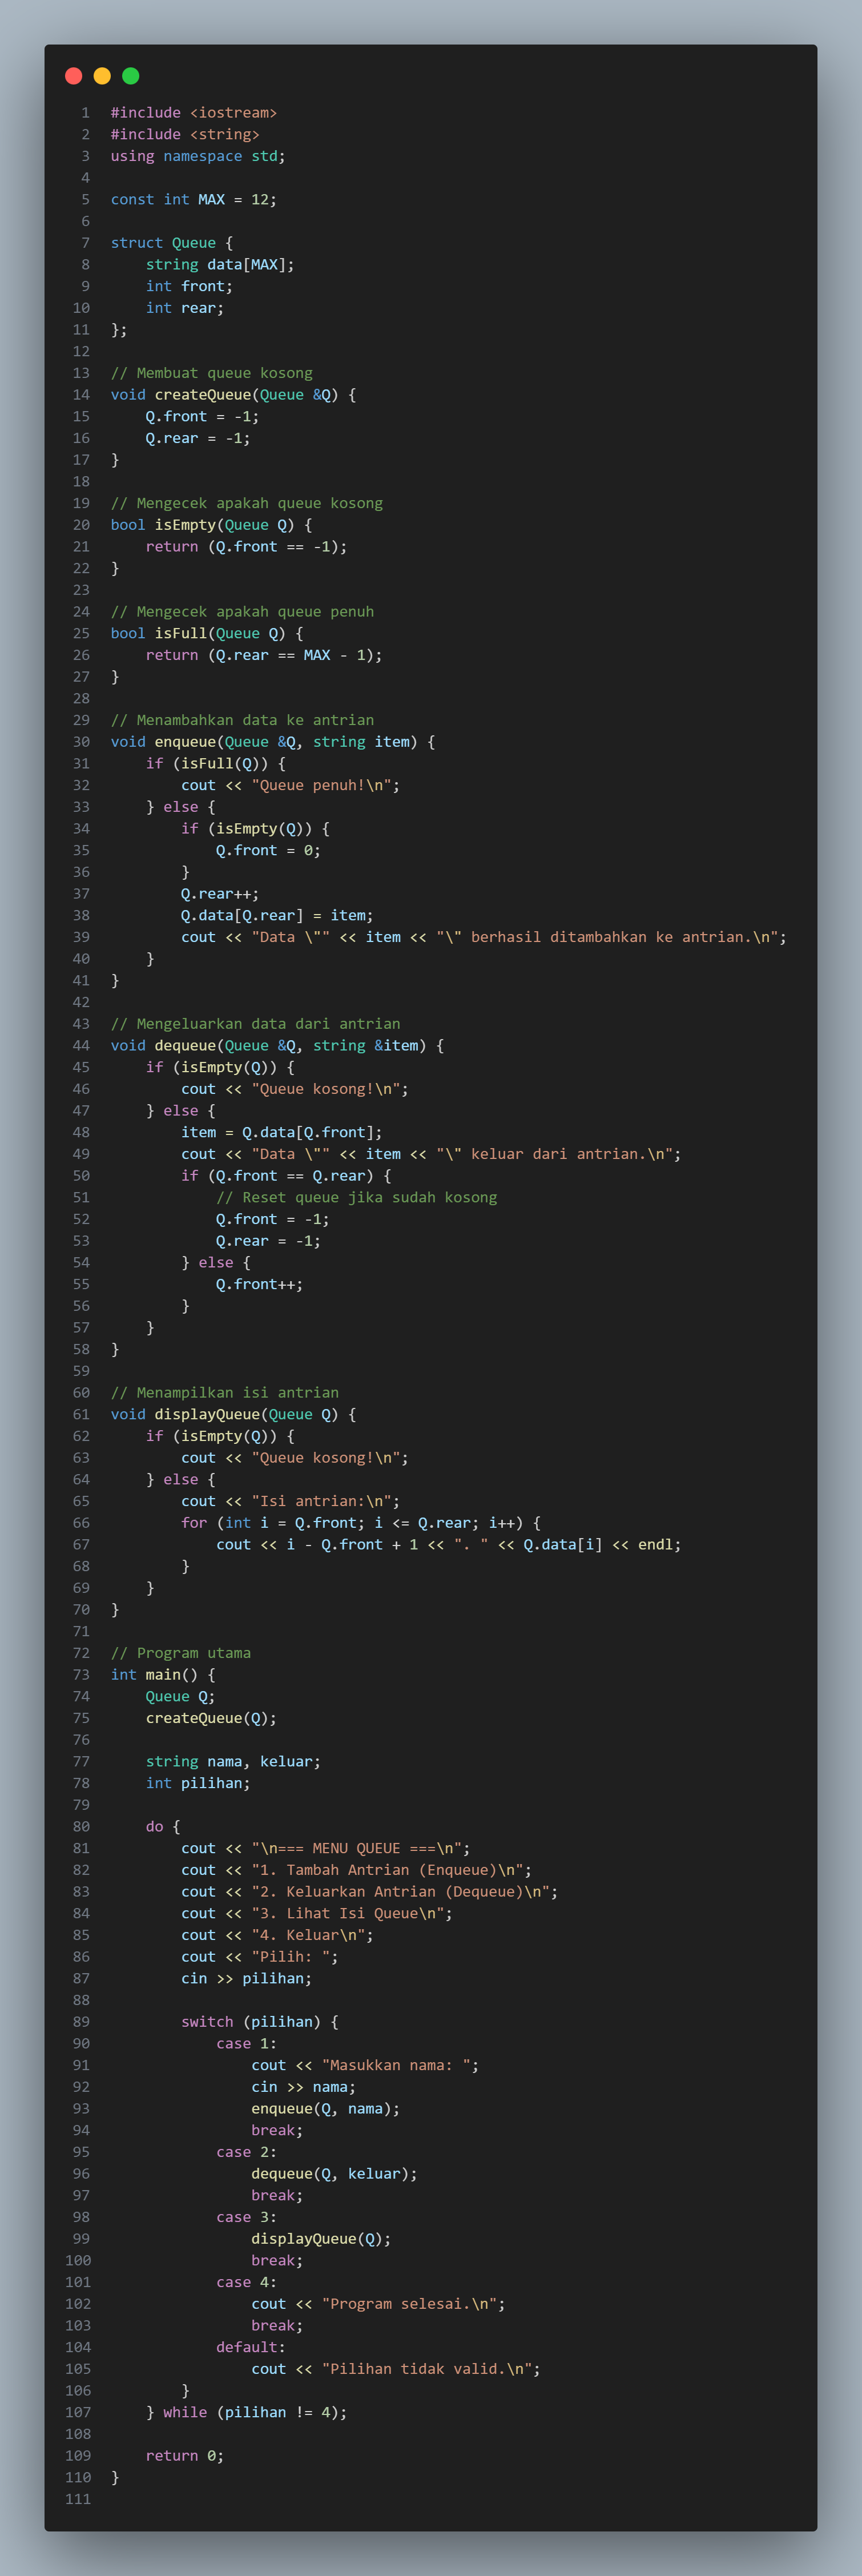 1 #include <iostream>
2 #include <string>
3 using namespace std;
4
5 const int MAX = 12;
6
7 struct Queue {
8     string data[MAX];
9     int front;
10     int rear;
11 };
12
13 // Membuat queue kosong
14 void createQueue(Queue &Q) {
15     Q.front = -1;
16     Q.rear = -1;
17 }
18
19 // Mengecek apakah queue kosong
20 bool isEmpty(Queue Q) {
21     return (Q.front == -1);
22 }
23
24 // Mengecek apakah queue penuh
25 bool isFull(Queue Q) {
26     return (Q.rear == MAX - 1);
27 }
28
29 // Menambahkan data ke antrian
30 void enqueue(Queue &Q, string item) {
31     if (isFull(Q)) {
32         cout << "Queue penuh!\n";
33     } else {
34         if (isEmpty(Q)) {
35             Q.front = 0;
36         }
37         Q.rear++;
38         Q.data[Q.rear] = item;
39         cout << "Data \"" << item << "\" berhasil ditambahkan ke antrian.\n";
40     }
41 }
42
43 // Mengeluarkan data dari antrian
44 void dequeue(Queue &Q, string &item) {
45     if (isEmpty(Q)) {
46         cout << "Queue kosong!\n";
47     } else {
48         item = Q.data[Q.front];
49         cout << "Data \"" << item << "\" keluar dari antrian.\n";
50         if (Q.front == Q.rear) {
51             // Reset queue jika sudah kosong
52             Q.front = -1;
53             Q.rear = -1;
54         } else {
55             Q.front++;
56         }
57     }
58 }
59
60 // Menampilkan isi antrian
61 void displayQueue(Queue Q) {
62     if (isEmpty(Q)) {
63         cout << "Queue kosong!\n";
64     } else {
65         cout << "Isi antrian:\n";
66         for (int i = Q.front; i <= Q.rear; i++) {
67             cout << i - Q.front + 1 << ". " << Q.data[i] << endl;
68         }
69     }
70 }
71
72 // Program utama
73 int main() {
74     Queue Q;
75     createQueue(Q);
76
77     string nama, keluar;
78     int pilihan;
79
80     do {
81         cout << "\n=== MENU QUEUE ===\n";
82         cout << "1. Tambah Antrian (Enqueue)\n";
83         cout << "2. Keluarkan Antrian (Dequeue)\n";
84         cout << "3. Lihat Isi Queue\n";
85         cout << "4. Keluar\n";
86         cout << "Pilih: ";
87         cin >> pilihan;
88
89         switch (pilihan) {
90             case 1:
91                 cout << "Masukkan nama: ";
92                 cin >> nama;
93                 enqueue(Q, nama);
94                 break;
95             case 2:
96                 dequeue(Q, keluar);
97                 break;
98             case 3:
99                 displayQueue(Q);
100                 break;
101             case 4:
102                 cout << "Program selesai.\n";
103                 break;
104             default:
105                 cout << "Pilihan tidak valid.\n";
106         }
107     } while (pilihan != 4);
108
109     return 0;
110 }
111